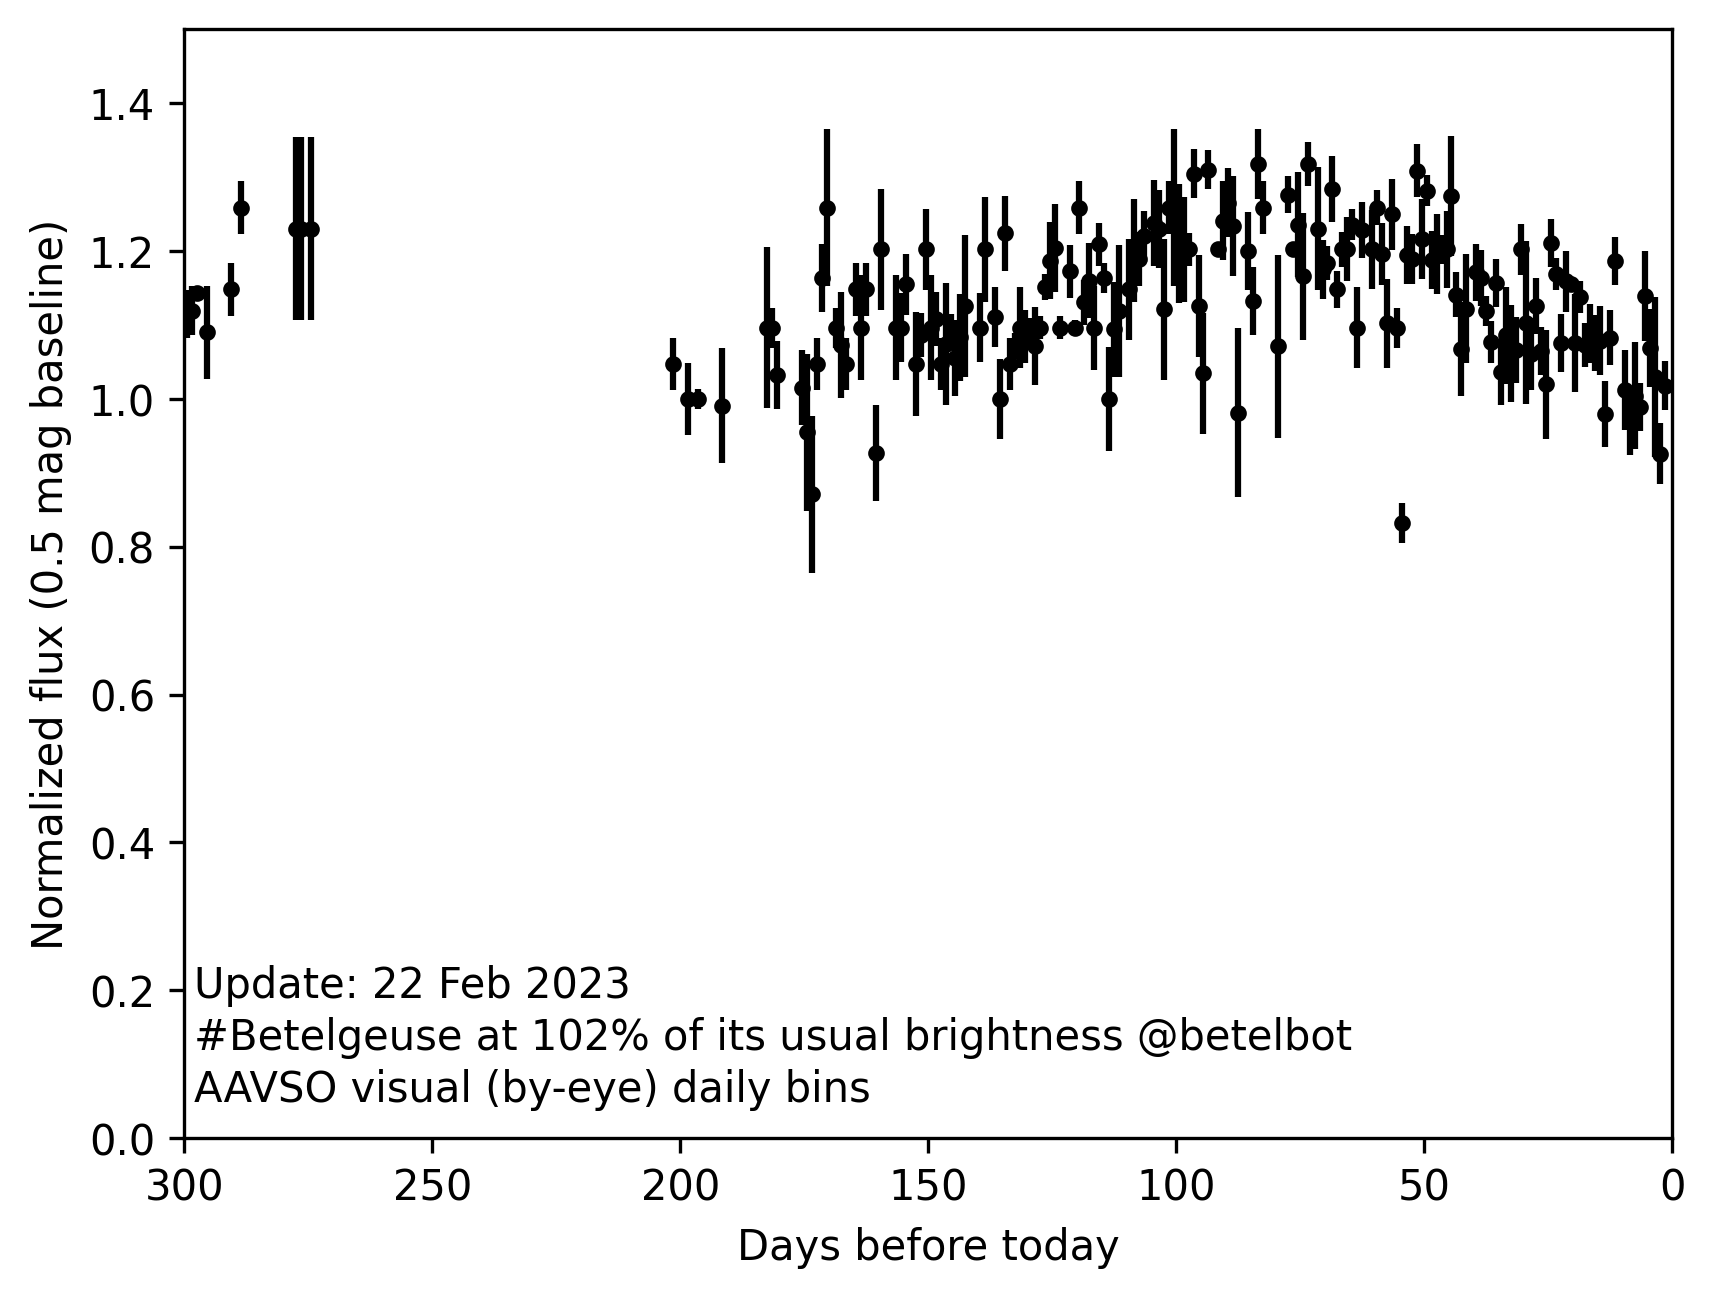 1.4
1.2
1.0
0.8
0.6
0.4
0.2
0.0
Normalized flux (0.5 mag baseline)
Update: 22 Feb 2023
#Betelgeuse at 102% of its usual brightness @betelbot
AAVSO visual (by-eye) daily bins
300 250 200 150 100 50 0
Days before today